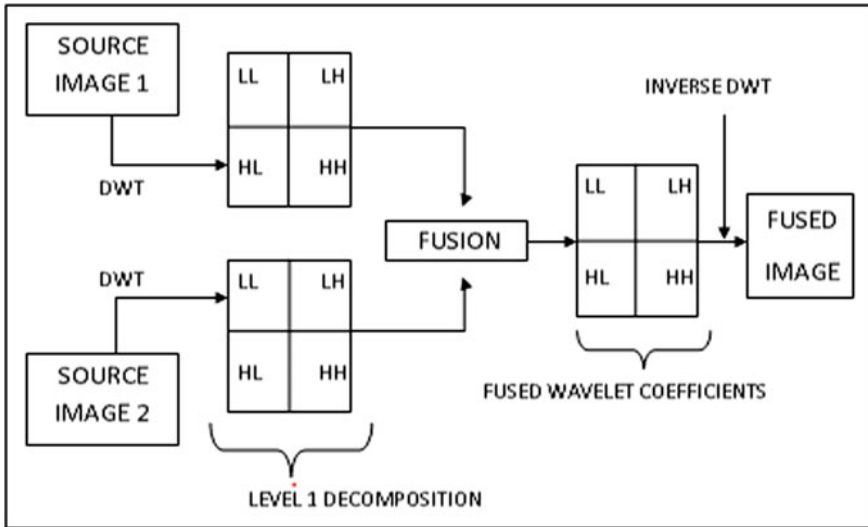 SOURCE
IMAGE 1
DWT
LL LH
HL HH
DWT
LL LH
HL HH
SOURCE
IMAGE 2
LEVEL 1 DECOMPOSITION
FUSION
INVERSE DWT
LL LH
HL HH
FUSED WAVELET COEFFICIENTS
FUSED
IMAGE